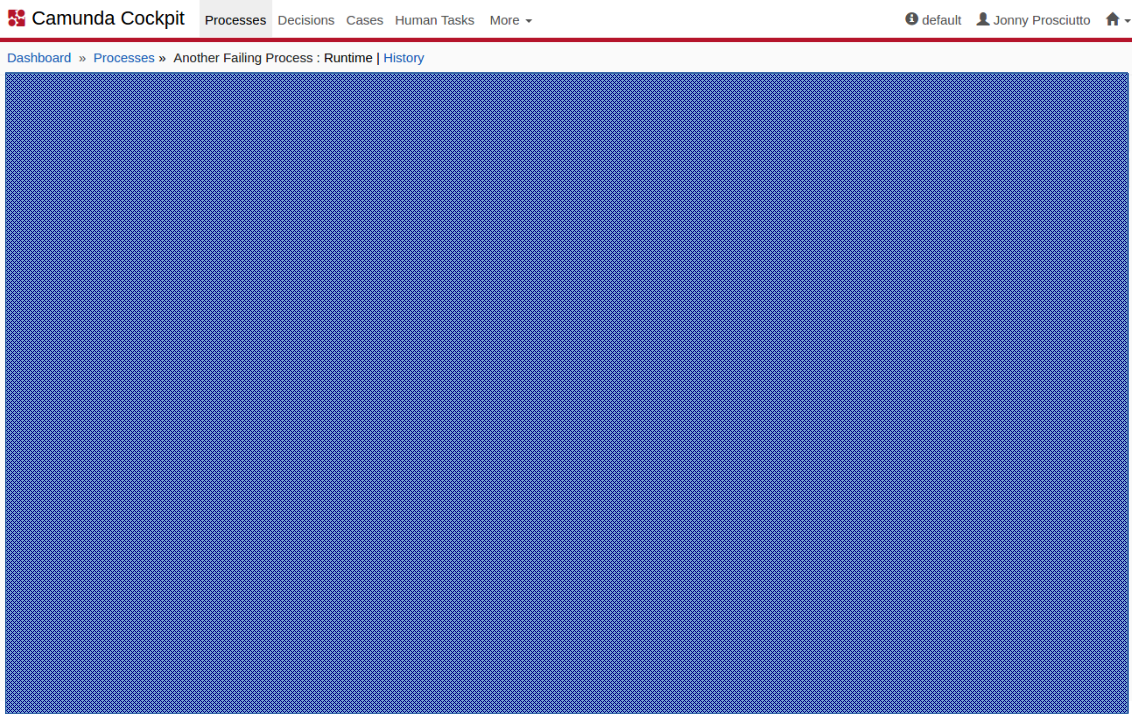 Camunda Cockpit Processes Decisions Cases Human Tasks More default Jonny Prosciutto
Dashboard » Processes » Another Failing Process : Runtime | History